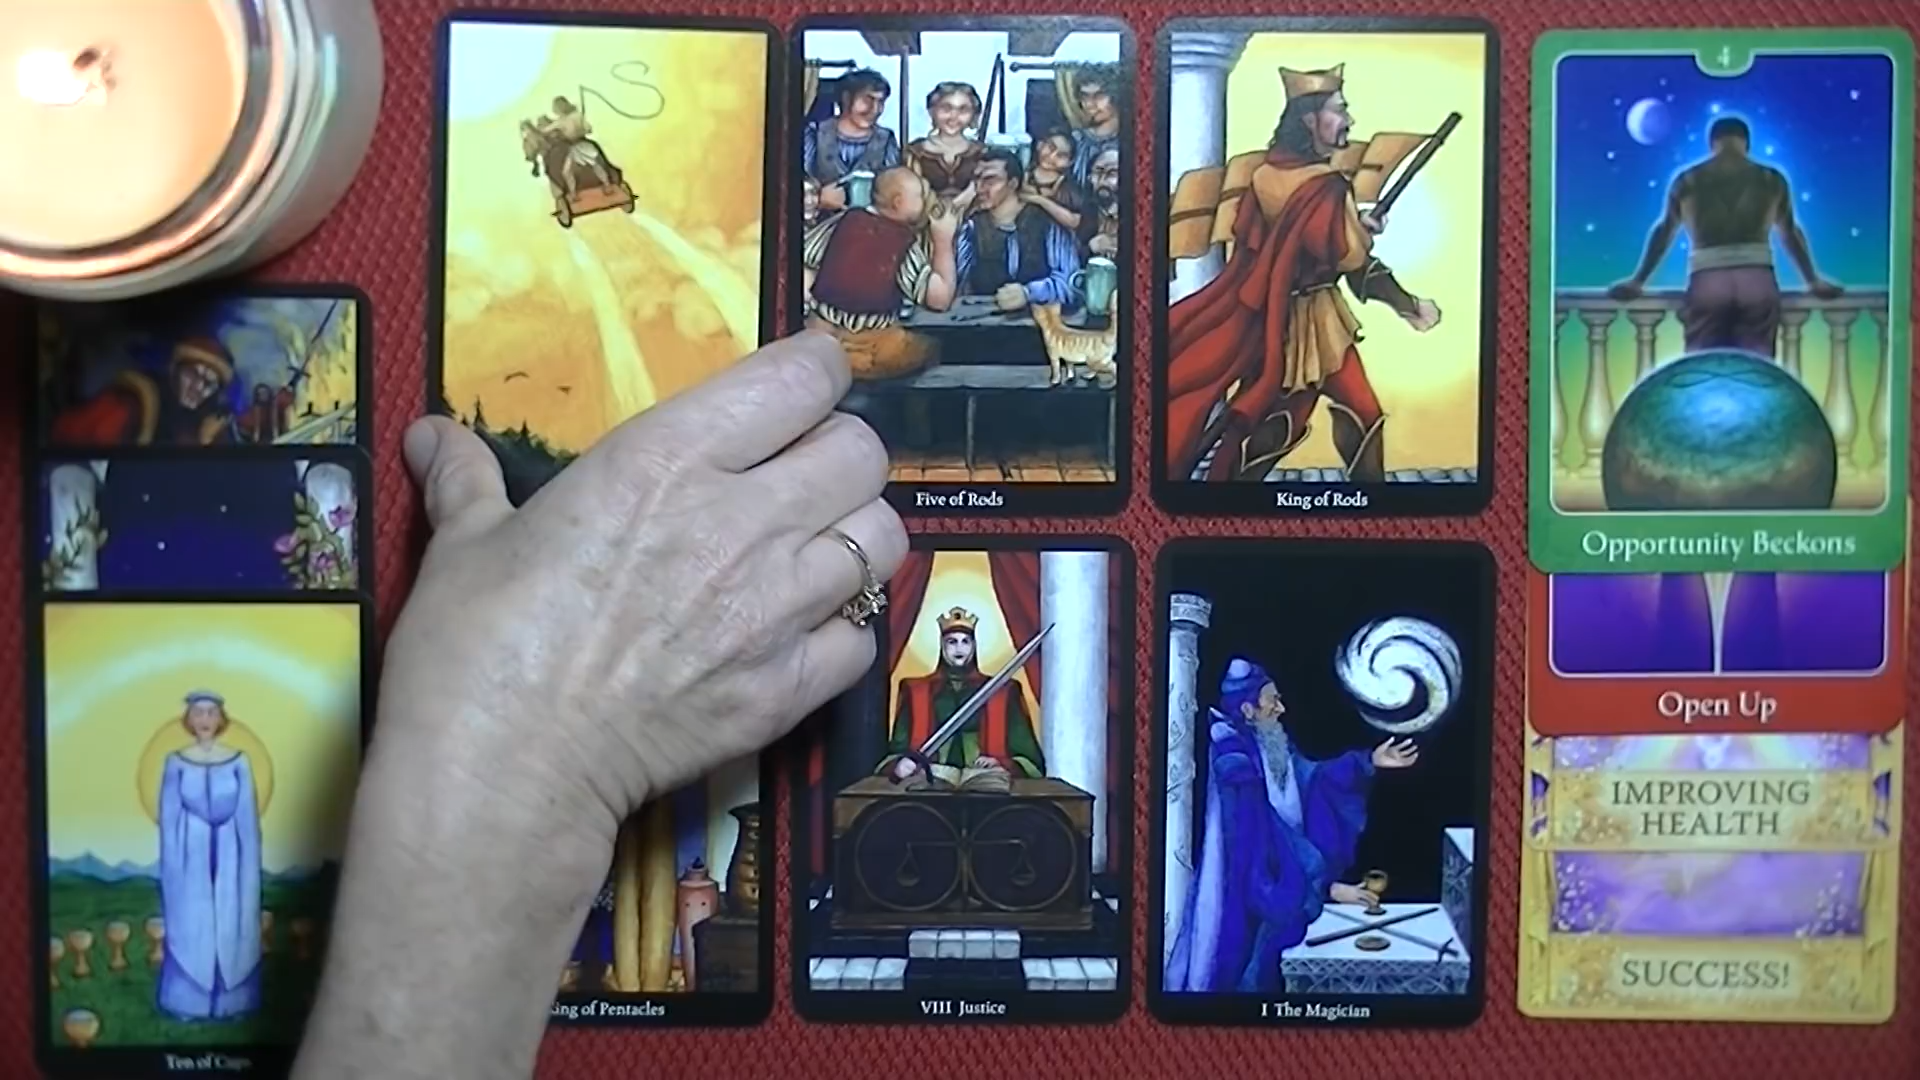 4
Five of Rods
King of Rods
Opportunity Beckons
Open Up
IMPROVING
HEALTH
SUCCESS!
ing of Pentacles
VIII Justice
I The Magician
Ten of Cups